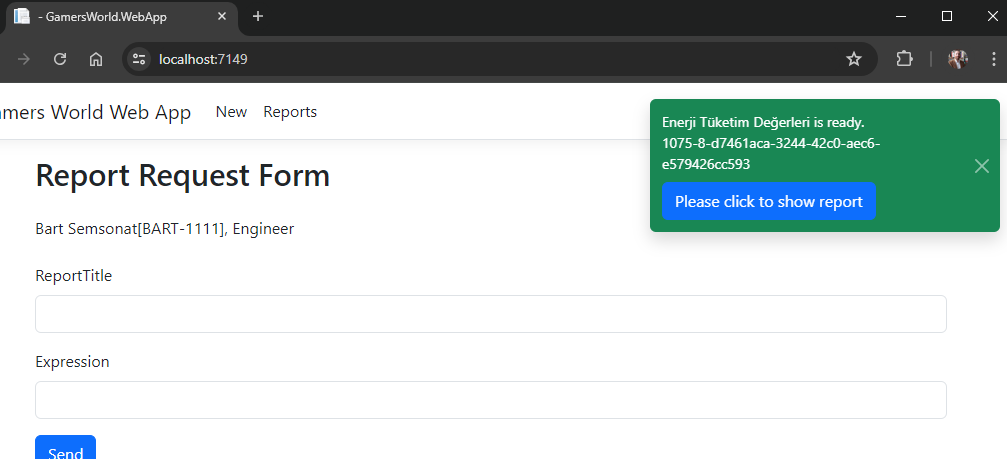 - GamersWorld.WebApp
localhost:7149
amers World Web App New Reports
Enerji Tüketim Değerleri is ready.
1075-8-d7461aca-3244-42c0-aec6-
e579426cc593
Please click to show report
Report Request Form
Bart Semsonat[BART-1111], Engineer
ReportTitle
Expression
Send